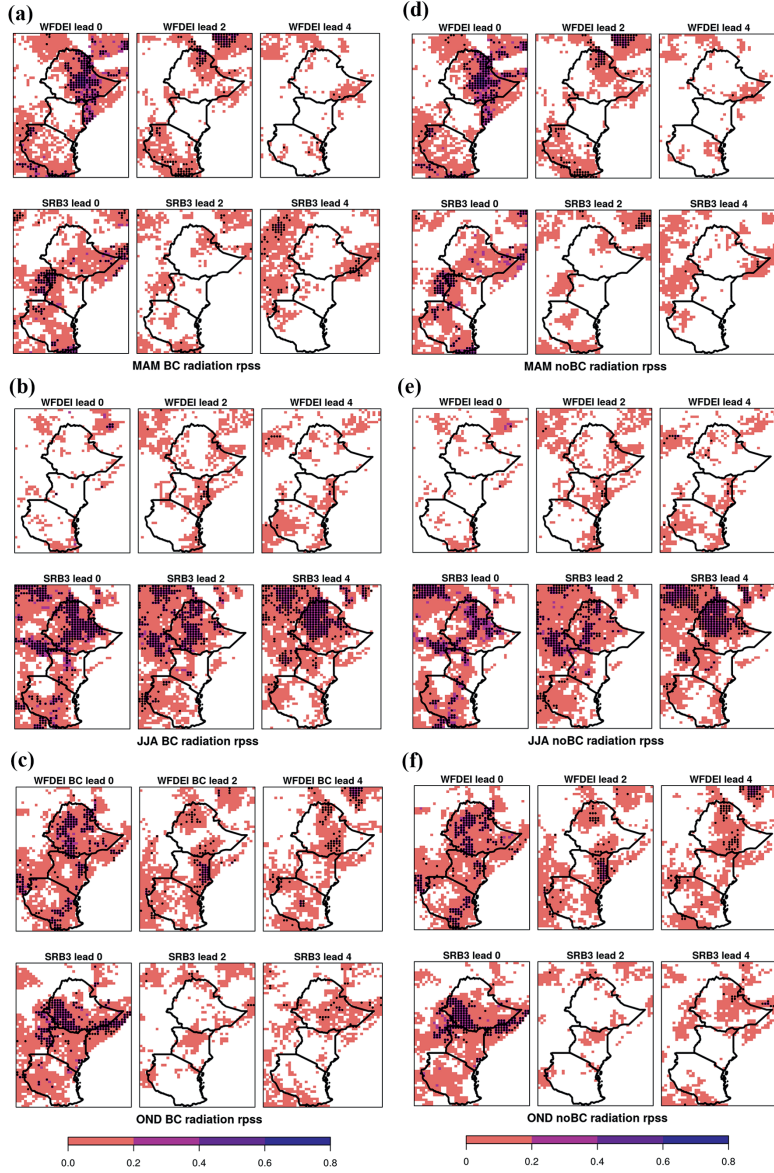 (a)
WFDEI lead 0 WFDEI lead 2 WFDEI lead 4
SRB3 lead 0 SRB3 lead 2 SRB3 lead 4
MAM BC radiation rpss
(b)
WFDEI lead 0 WFDEI lead 2 WFDEI lead 4
SRB3 lead 0 SRB3 lead 2 SRB3 lead 4
JJA BC radiation rpss
(c)
WFDEI BC lead 0 WFDEI BC lead 2 WFDEI BC lead 4
SRB3 lead 0 SRB3 lead 2 SRB3 lead 4
OND BC radiation rpss
0.0 0.2 0.4 0.6 0.8
(d)
WFDEI lead 0 WFDEI lead 2 WFDEI lead 4
SRB3 lead 0 SRB3 lead 2 SRB3 lead 4
MAM noBC radiation rpss
(e)
WFDEI lead 0 WFDEI lead 2 WFDEI lead 4
SRB3 lead 0 SRB3 lead 2 SRB3 lead 4
JJA noBC radiation rpss
(f)
WFDEI lead 0 WFDEI lead 2 WFDEI lead 4
SRB3 lead 0 SRB3 lead 2 SRB3 lead 4
OND noBC radiation rpss
0 0.2 0.4 0.6 0.8